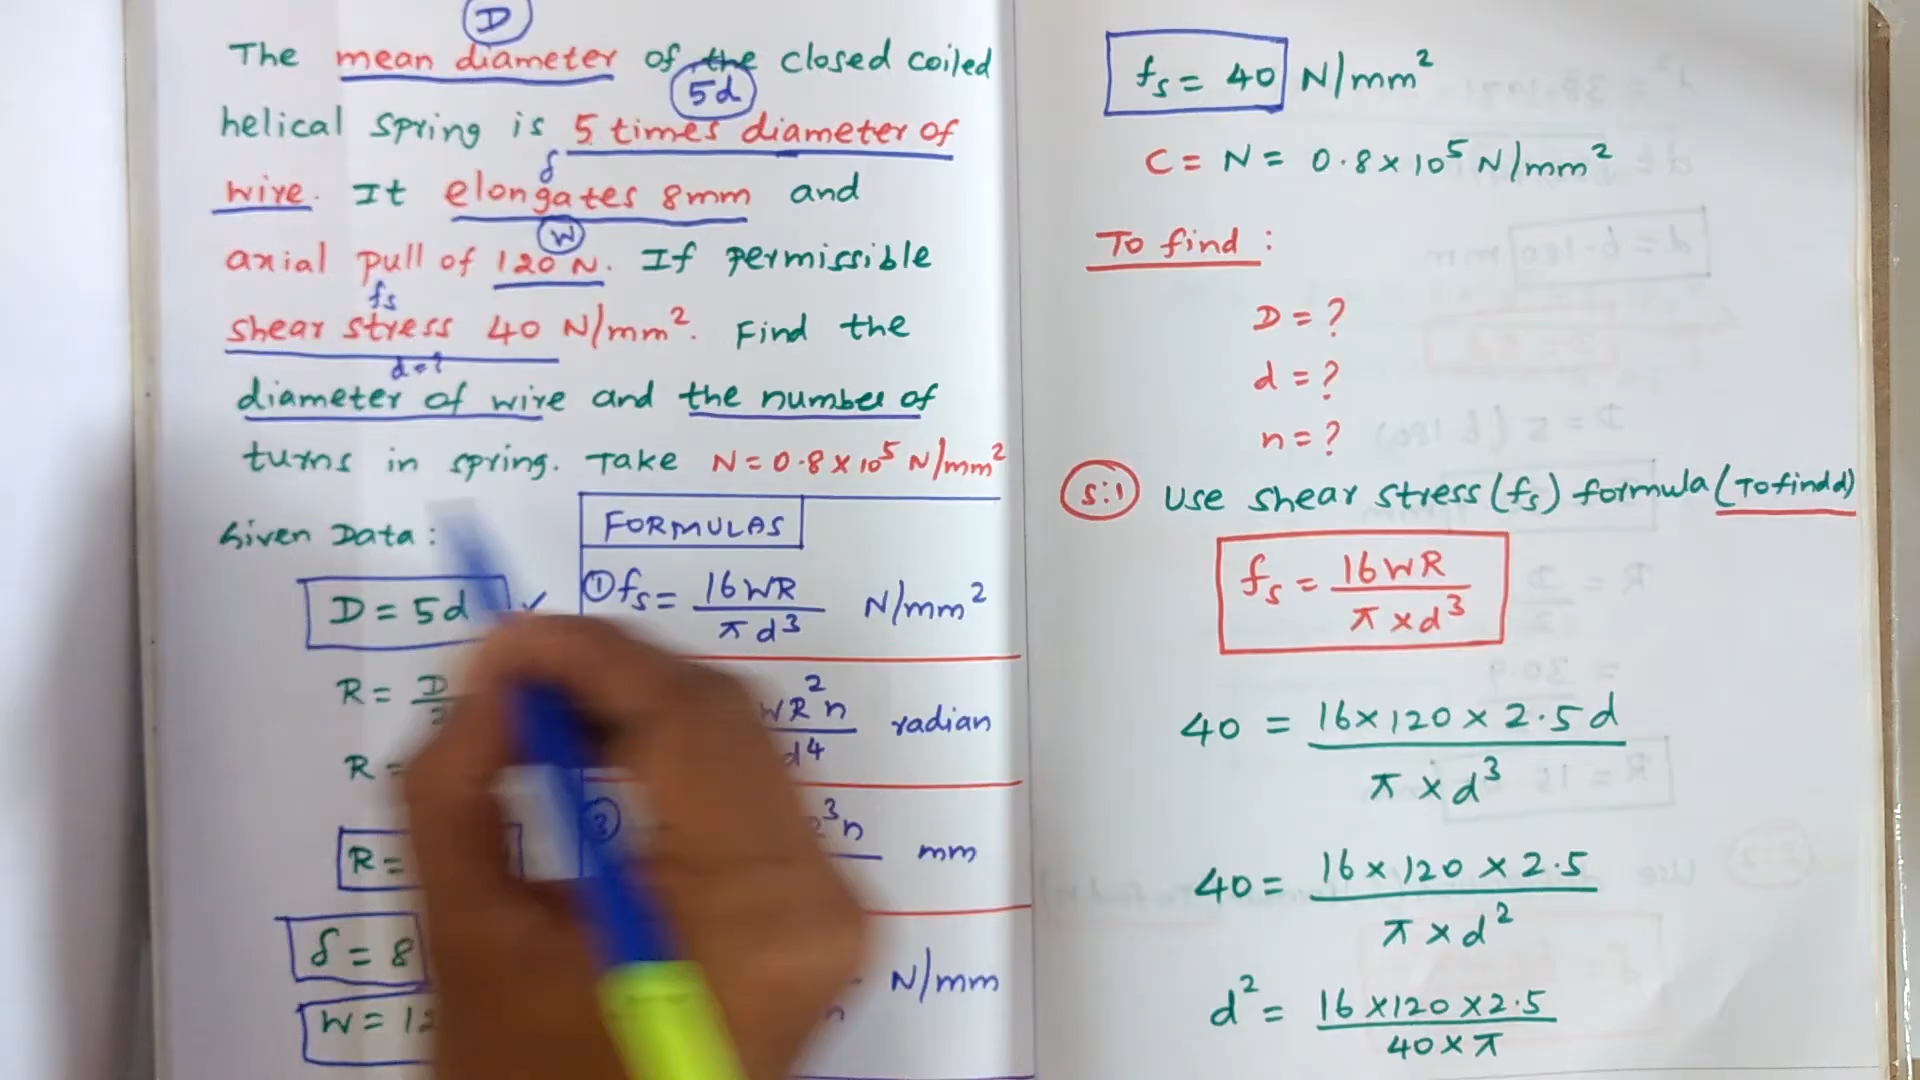 D
The mean diameter of the closed coiled
5d
helical spring is 5 times diameter of
δ
wire. It elongates 8mm and
W
axial pull of 120 N. If permissible
fs
shear stress 40 N/mm². Find the
d=?
diameter of wire and the number of
turns in spring. Take N = 0.8 × 10⁵ N/mm²
Given Data:
FORMULAS
D = 5d ✓
① fs = 16WR / πd³ N/mm²
R = D
WR²n / d⁴ radian
R =
③ R³n mm
R =
δ = 8
N/mm
n
W = 12
fs = 40 N/mm²
C = N = 0.8 × 10⁵ N/mm²
To find :
D = ?
d = ?
n = ?
S:1 Use shear stress (fs) formula (To find d)
fs = 16WR / π × d³
40 = 16 × 120 × 2.5d / π × d³
40 = 16 × 120 × 2.5 / π × d²
d² = 16 × 120 × 2.5 / 40 × π